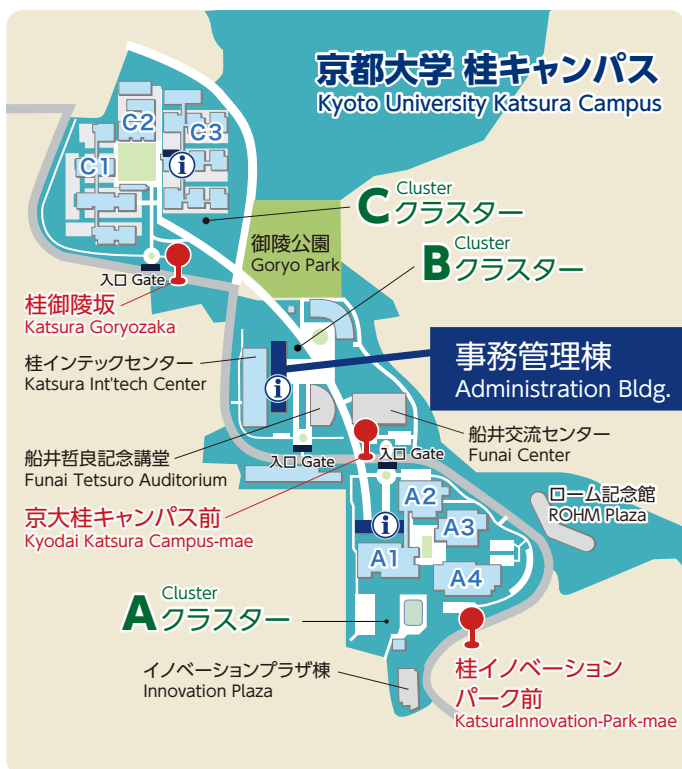 京都大学 桂キャンパス
Kyoto University Katsura Campus
C2
C3
C1
i
Cluster
Cクラスター
御陵公園
Goryo Park
Cluster
Bクラスター
入口 Gate
桂御陵坂
Katsura Goryozaka
桂インテックセンター
Katsura Int'tech Center
事務管理棟
Administration Bldg.
i
船井哲良記念講堂
Funai Tetsuro Auditorium
入口 Gate
入口 Gate
船井交流センター
Funai Center
京大桂キャンパス前
Kyodai Katsura Campus-mae
ローム記念館
ROHM Plaza
A2
i
A3
A1
A4
Cluster
Aクラスター
イノベーションプラザ棟
Innovation Plaza
桂イノベーション
パーク前
KatsuraInnovation-Park-mae